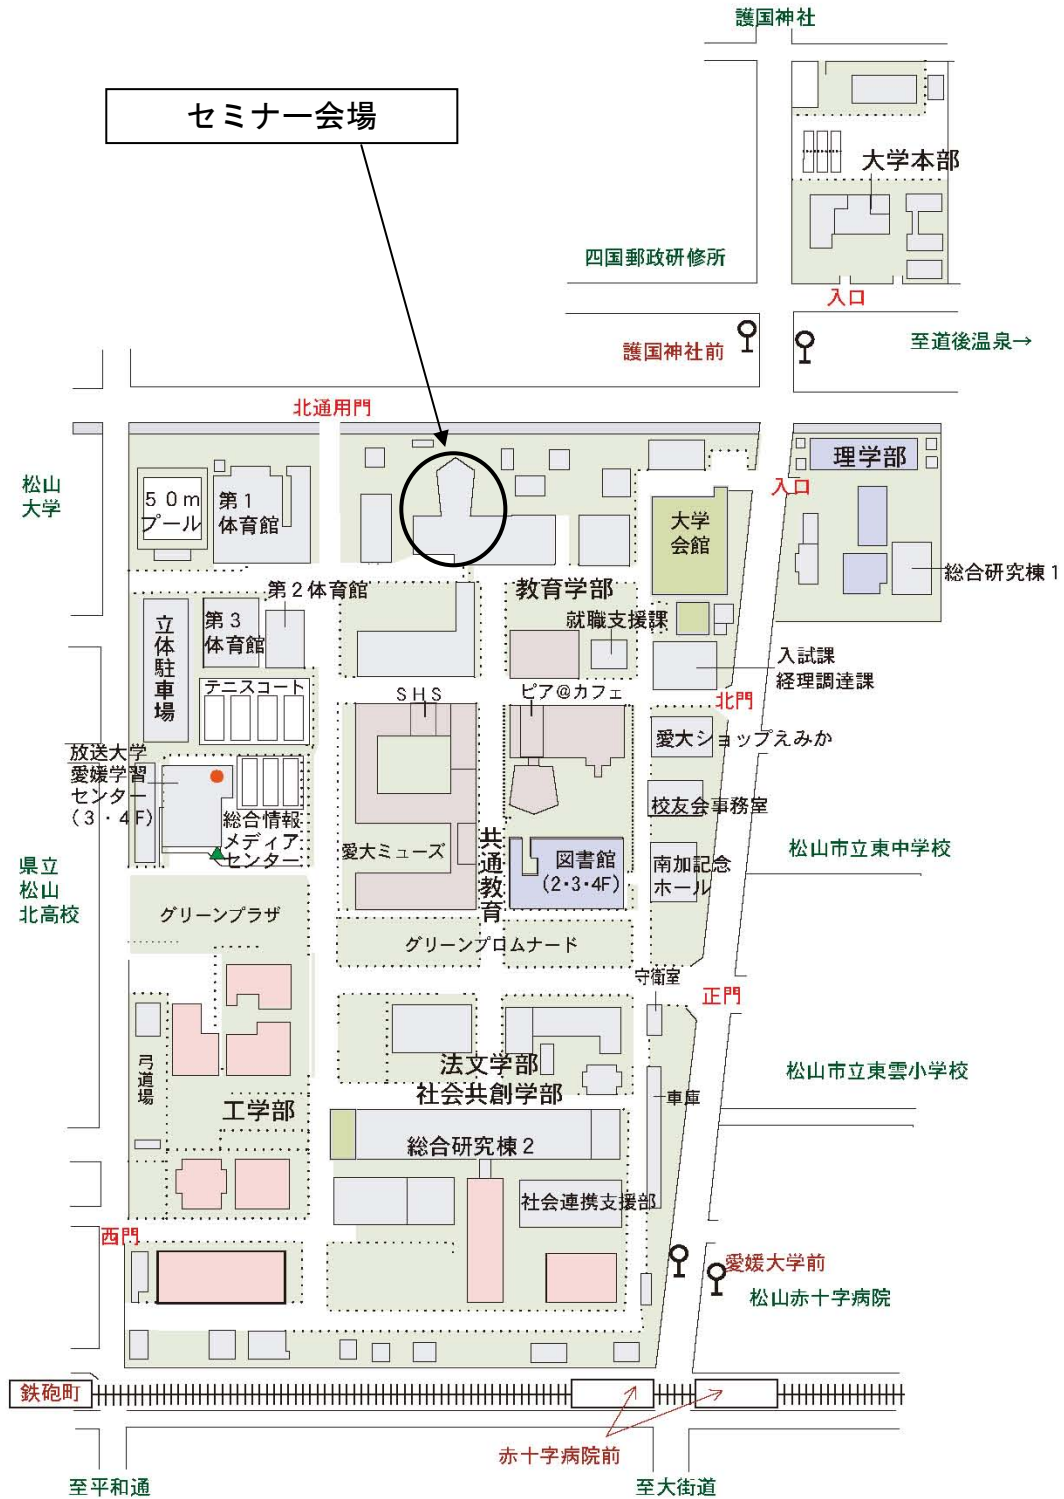 護国神社
セミナー会場
大学本部
四国郵政研修所
入口
護国神社前
至道後温泉→
北通用門
松山
大学
50m
プール
第1
体育館
大学
会館
理学部
入口
総合研究棟1
教育学部
第2体育館
就職支援課
第3
体育館
立体駐車場
入試課
経理調達課
テニスコート
SHS
ピア@カフェ
北門
愛大ショップえみか
放送大学
愛媛学習
センター
(3・4F)
総合情報
メディア
センター
校友会事務室
愛大ミューズ
共通教育
図書館
(2・3・4F)
南加記念
ホール
松山市立東中学校
県立
松山
北高校
グリーンプラザ
グリーンプロムナード
守衛室
正門
弓道場
法文学部
社会共創学部
松山市立東雲小学校
車庫
工学部
総合研究棟2
社会連携支援部
西門
愛媛大学前
松山赤十字病院
鉄砲町
赤十字病院前
至平和通
至大街道